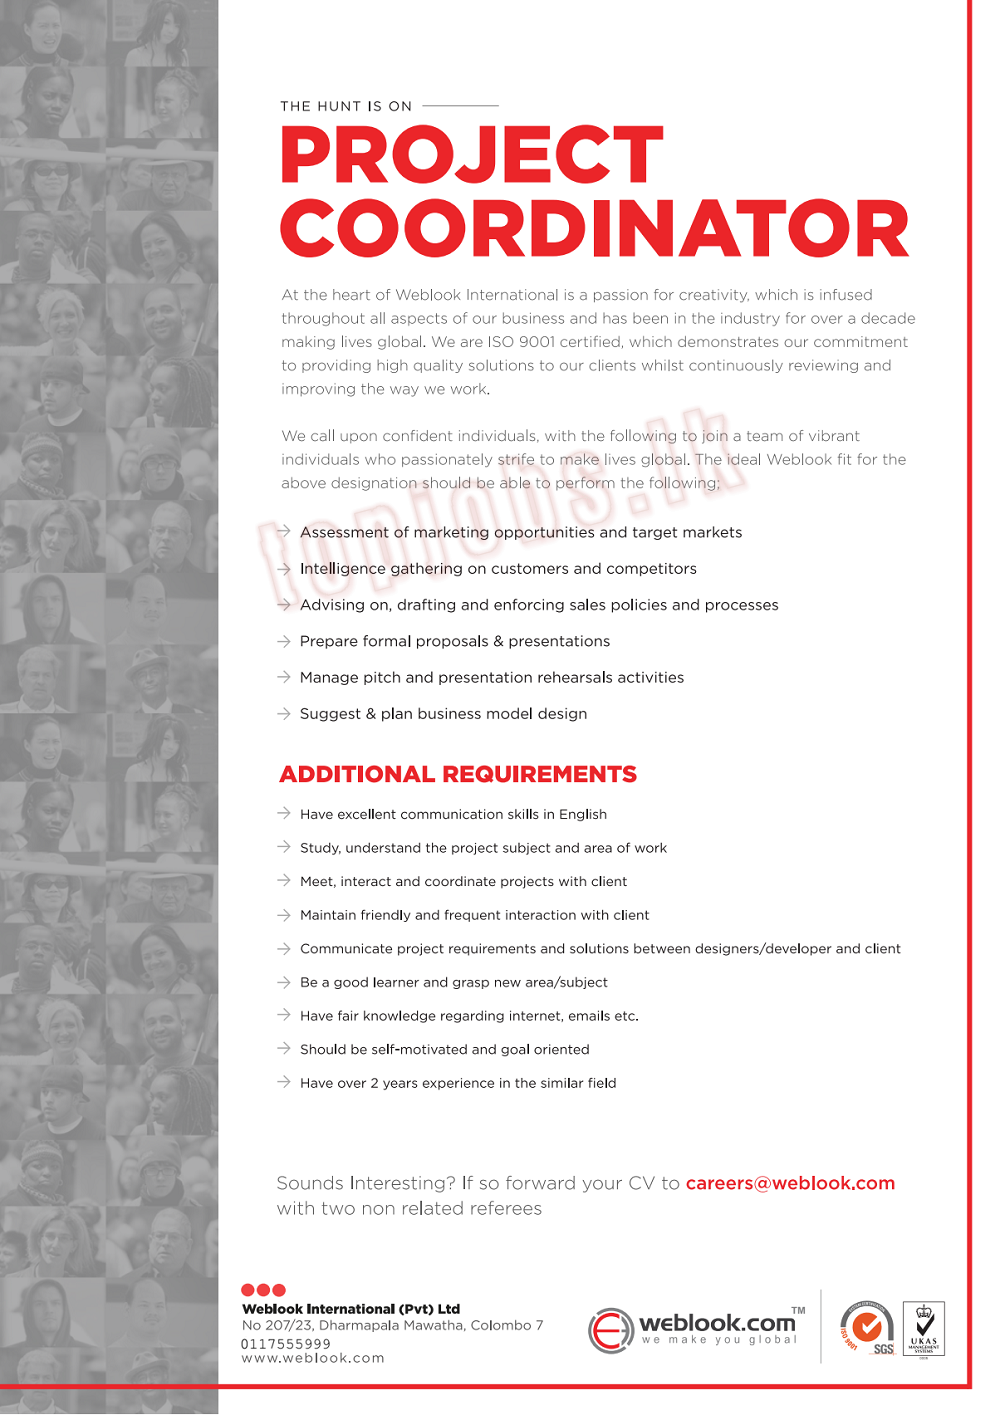 THE HUNT IS ON
PROJECT
COORDINATOR
At the heart of Weblook International is a passion for creativity, which is infused
throughout all aspects of our business and has been in the industry for over a decade
making lives global. We are ISO 9001 certified, which demonstrates our commitment
to providing high quality solutions to our clients whilst continuously reviewing and
improving the way we work.
We call upon confident individuals, with the following to join a team of vibrant
individuals who passionately strife to make lives global. The ideal Weblook fit for the
above designation should be able to perform the following;
topjobs.lk
Assessment of marketing opportunities and target markets
Intelligence gathering on customers and competitors
Advising on, drafting and enforcing sales policies and processes
Prepare formal proposals & presentations
Manage pitch and presentation rehearsals activities
Suggest & plan business model design
ADDITIONAL REQUIREMENTS
Have excellent communication skills in English
Study, understand the project subject and area of work
Meet, interact and coordinate projects with client
Maintain friendly and frequent interaction with client
Communicate project requirements and solutions between designers/developer and client
Be a good learner and grasp new area/subject
Have fair knowledge regarding internet, emails etc.
Should be self-motivated and goal oriented
Have over 2 years experience in the similar field
Sounds Interesting? If so forward your CV to careers@weblook.com
with two non related referees
Weblook International (Pvt) Ltd
No 207/23, Dharmapala Mawatha, Colombo 7
0117555999
www.weblook.com
weblook.com TM
we make you global
ISO 9001
SGS
UKAS
MANAGEMENT
SYSTEMS